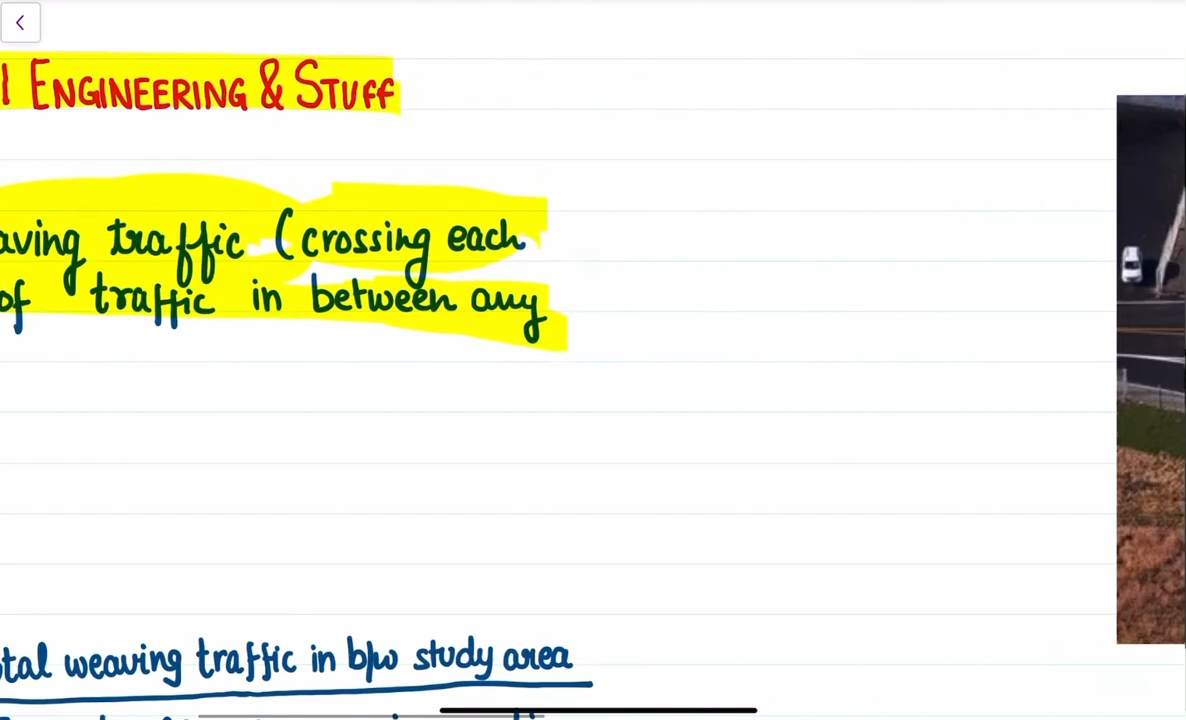 ENGINEERING & STUFF
aving traffic (crossing each
of traffic in between any
tal weaving traffic in b/w study area